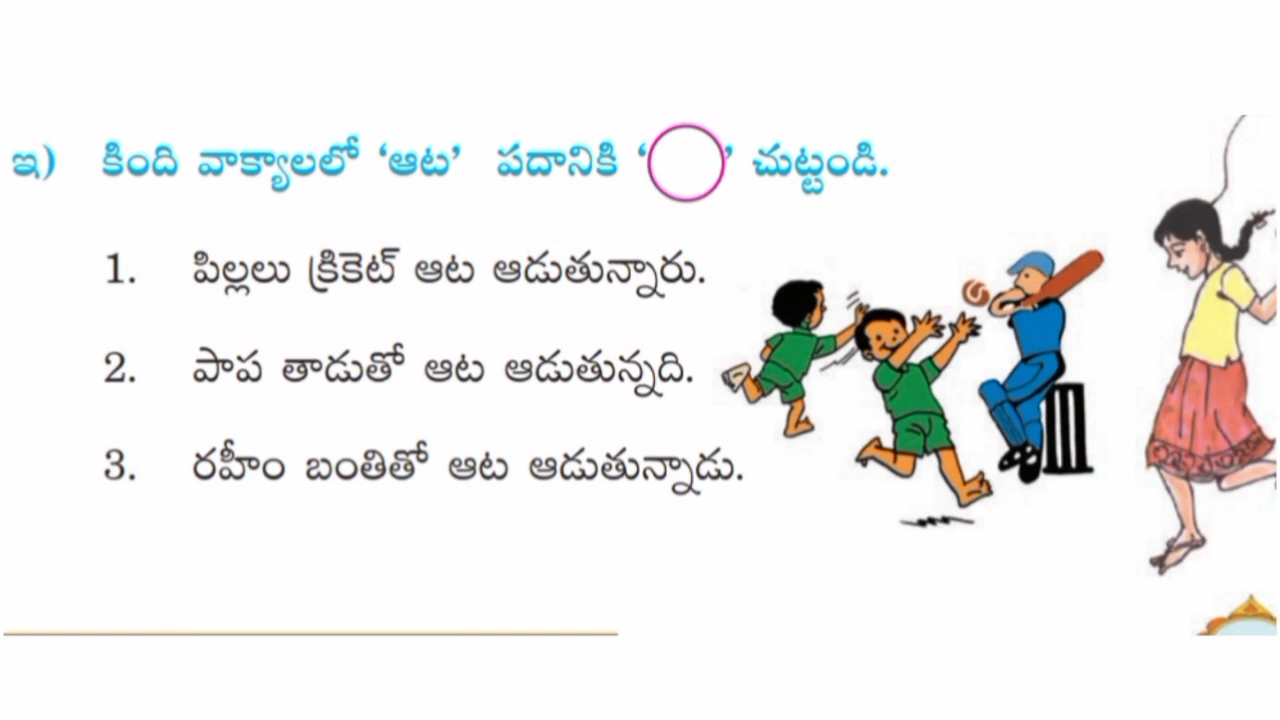 ఇ) కింది వాక్యాలలో ‘ఆట’ పదానికి ‘ ’ చుట్టండి.
1. పిల్లలు క్రికెట్ ఆట ఆడుతున్నారు.
2. పాప తాడుతో ఆట ఆడుతున్నది.
3. రహీం బంతితో ఆట ఆడుతున్నాడు.